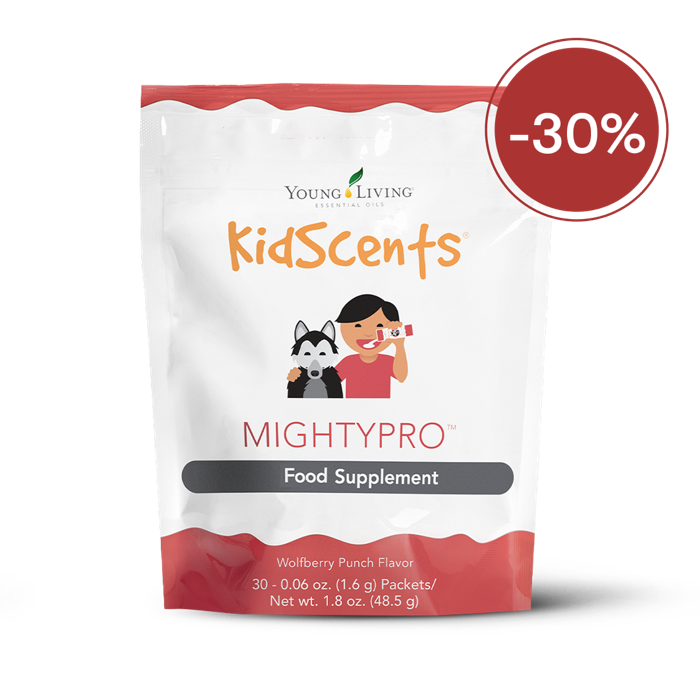 -30%
YOUNG LIVING®
ESSENTIAL OILS
KidScents®
MIGHTYPRO™
Food Supplement
Wolfberry Punch Flavor
30 - 0.06 oz. (1.6 g) Packets/
Net wt. 1.8 oz. (48.5 g)